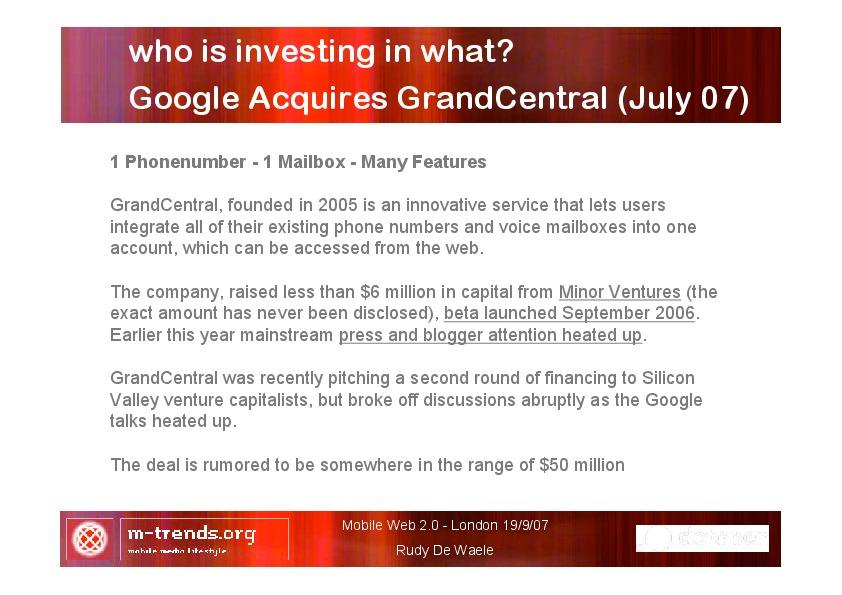 who is investing in what?
Google Acquires GrandCentral (July 07)
1 Phonenumber - 1 Mailbox - Many Features
GrandCentral, founded in 2005 is an innovative service that lets users
integrate all of their existing phone numbers and voice mailboxes into one
account, which can be accessed from the web.
The company, raised less than $6 million in capital from Minor Ventures (the
exact amount has never been disclosed), beta launched September 2006.
Earlier this year mainstream press and blogger attention heated up.
GrandCentral was recently pitching a second round of financing to Silicon
Valley venture capitalists, but broke off discussions abruptly as the Google
talks heated up.
The deal is rumored to be somewhere in the range of $50 million
m-trends.org
mobile media lifestyle
Mobile Web 2.0 - London 19/9/07
Rudy De Waele